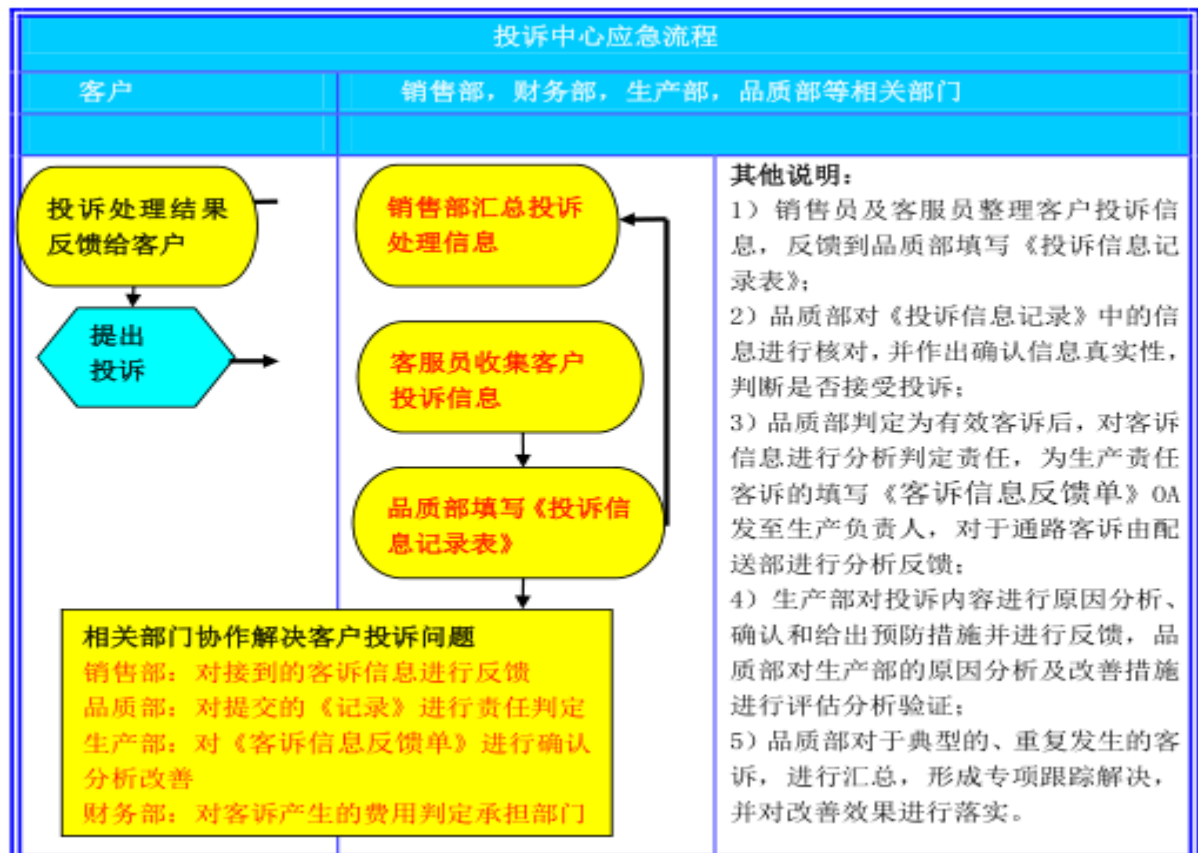 投诉中心应急流程
客户
销售部，财务部，生产部，品质部等相关部门
投诉处理结果
反馈给客户
提出
投诉
销售部汇总投诉
处理信息
客服员收集客户
投诉信息
品质部填写《投诉信
息记录表》
相关部门协作解决客户投诉问题
销售部：对接到的客诉信息进行反馈
品质部：对提交的《记录》进行责任判定
生产部：对《客诉信息反馈单》进行确认
分析改善
财务部：对客诉产生的费用判定承担部门
其他说明：
1）销售员及客服员整理客户投诉信
息，反馈到品质部填写《投诉信息记
录表》；
2）品质部对《投诉信息记录》中的信
息进行核对，并作出确认信息真实性，
判断是否接受投诉；
3）品质部判定为有效客诉后，对客诉
信息进行分析判定责任，为生产责任
客诉的填写《客诉信息反馈单》OA
发至生产负责人，对于通路客诉由配
送部进行分析反馈；
4）生产部对投诉内容进行原因分析、
确认和给出预防措施并进行反馈，品
质部对生产部的原因分析及改善措施
进行评估分析验证；
5）品质部对于典型的、重复发生的客
诉，进行汇总，形成专项跟踪解决，
并对改善效果进行落实。